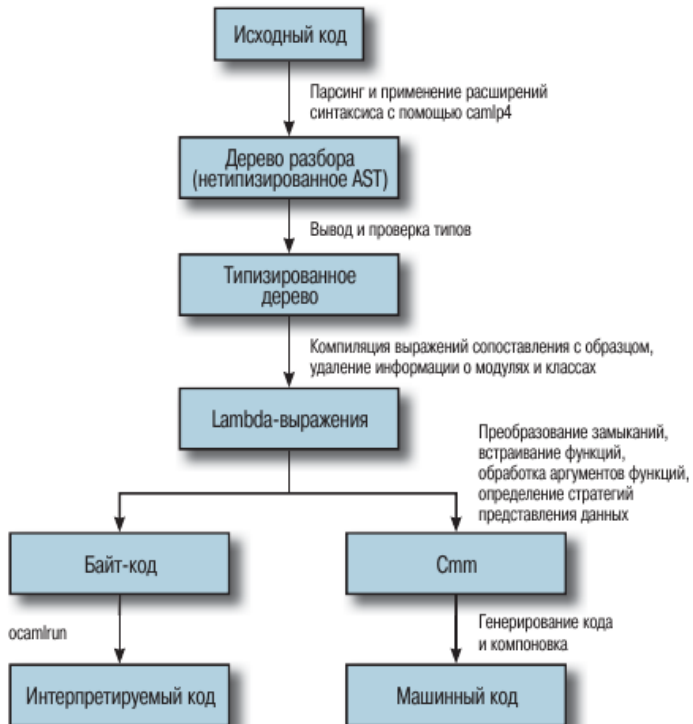 Исходный код
Парсинг и применение расширений
синтаксиса с помощью camlp4
Дерево разбора
(нетипизированное AST)
Вывод и проверка типов
Типизированное
дерево
Компиляция выражений сопоставления с образцом,
удаление информации о модулях и классах
Lambda-выражения
Преобразование замыканий,
встраивание функций,
обработка аргументов функций,
определение стратегий
представления данных
Байт-код
Cmm
ocamlrun
Генерирование кода
и компоновка
Интерпретируемый код
Машинный код